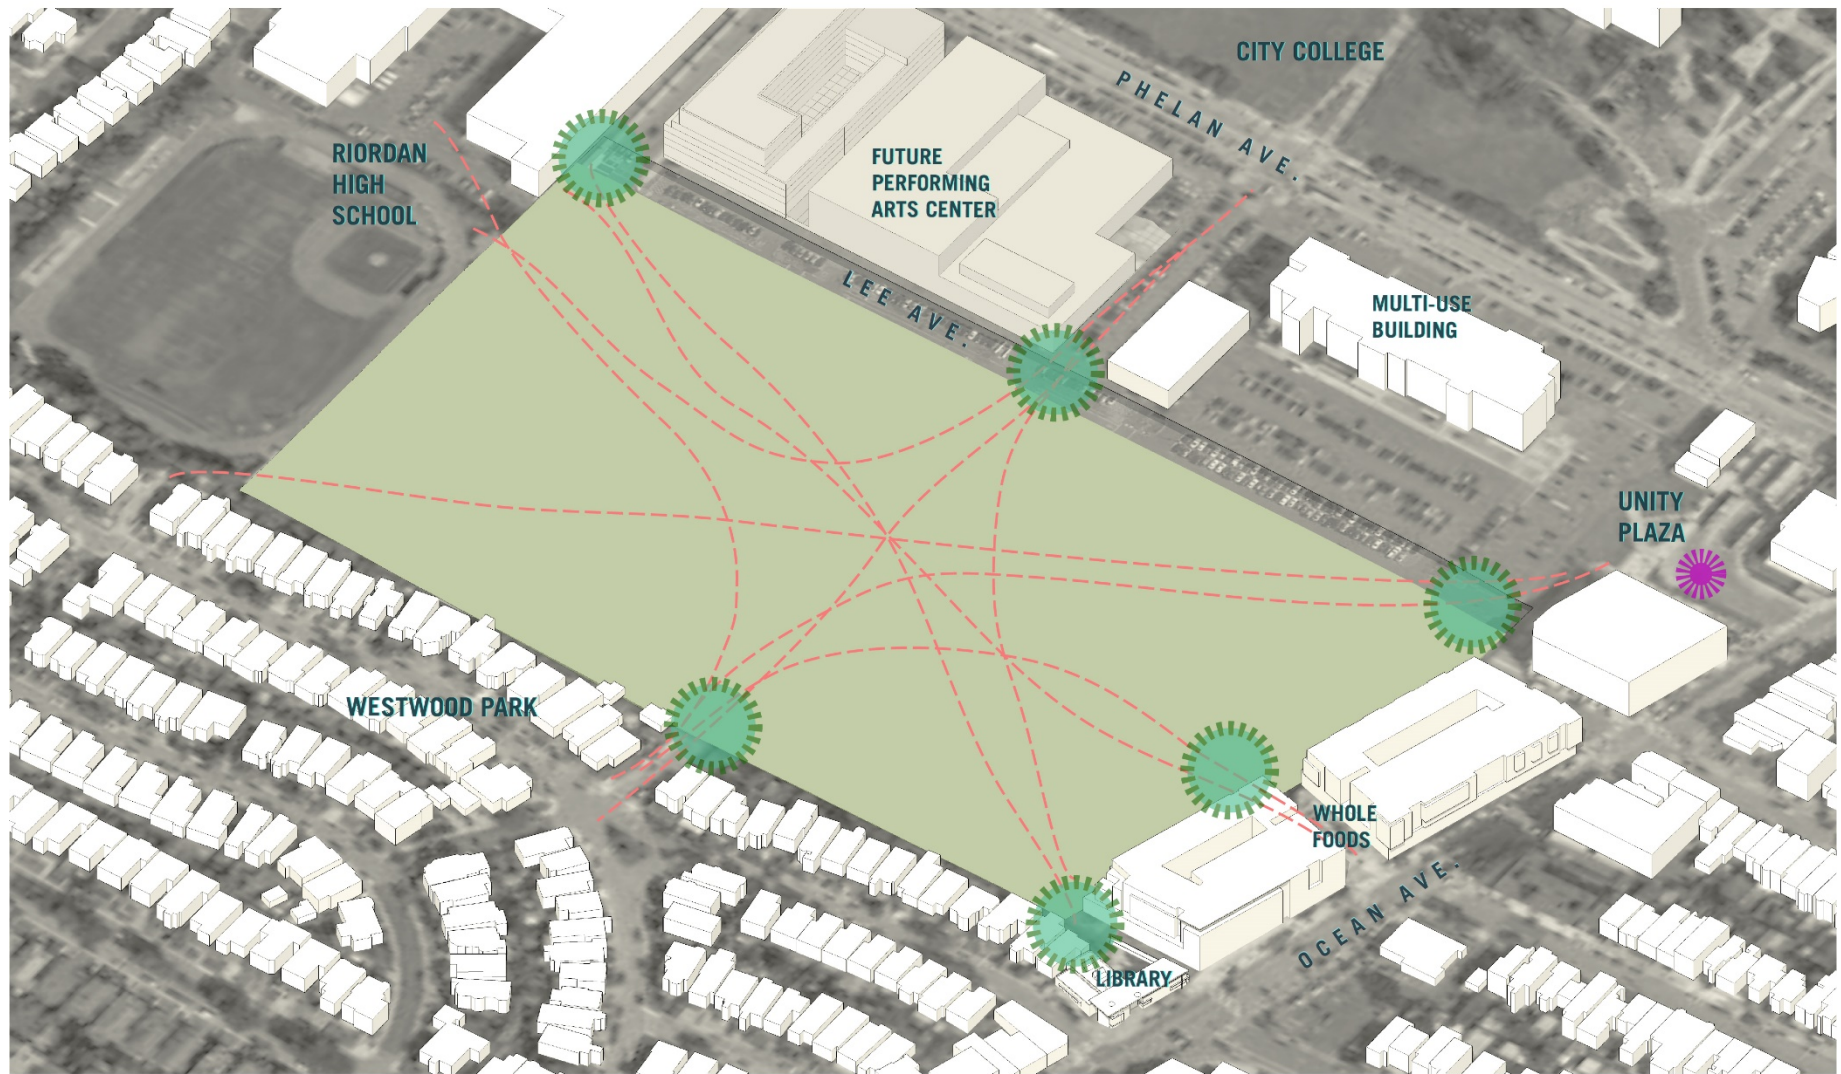 CITY COLLEGE
PHELAN AVE.
RIORDAN
HIGH
SCHOOL
FUTURE
PERFORMING
ARTS CENTER
LEE AVE.
MULTI-USE
BUILDING
UNITY
PLAZA
WESTWOOD PARK
WHOLE
FOODS
OCEAN AVE.
LIBRARY